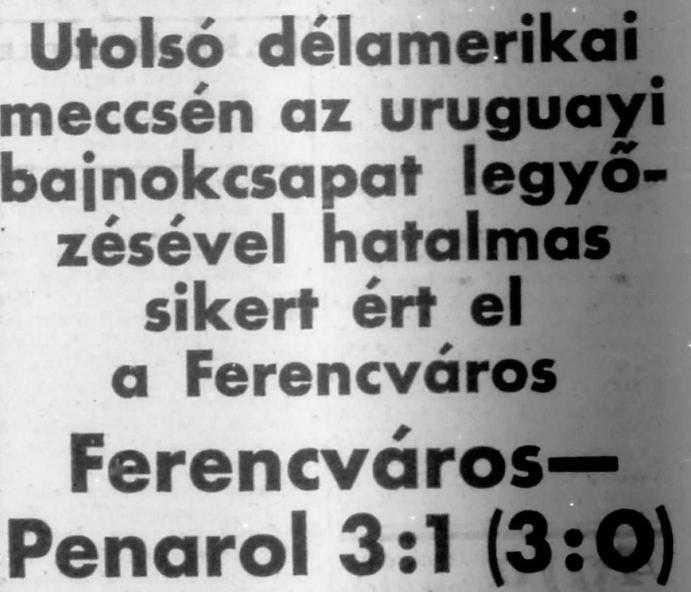 Utolsó délamerikai
meccsén az uruguayi
bajnokcsapat legyő-
zésével hatalmas
sikert ért el
a Ferencváros
Ferencváros—
Penarol 3:1 (3:0)